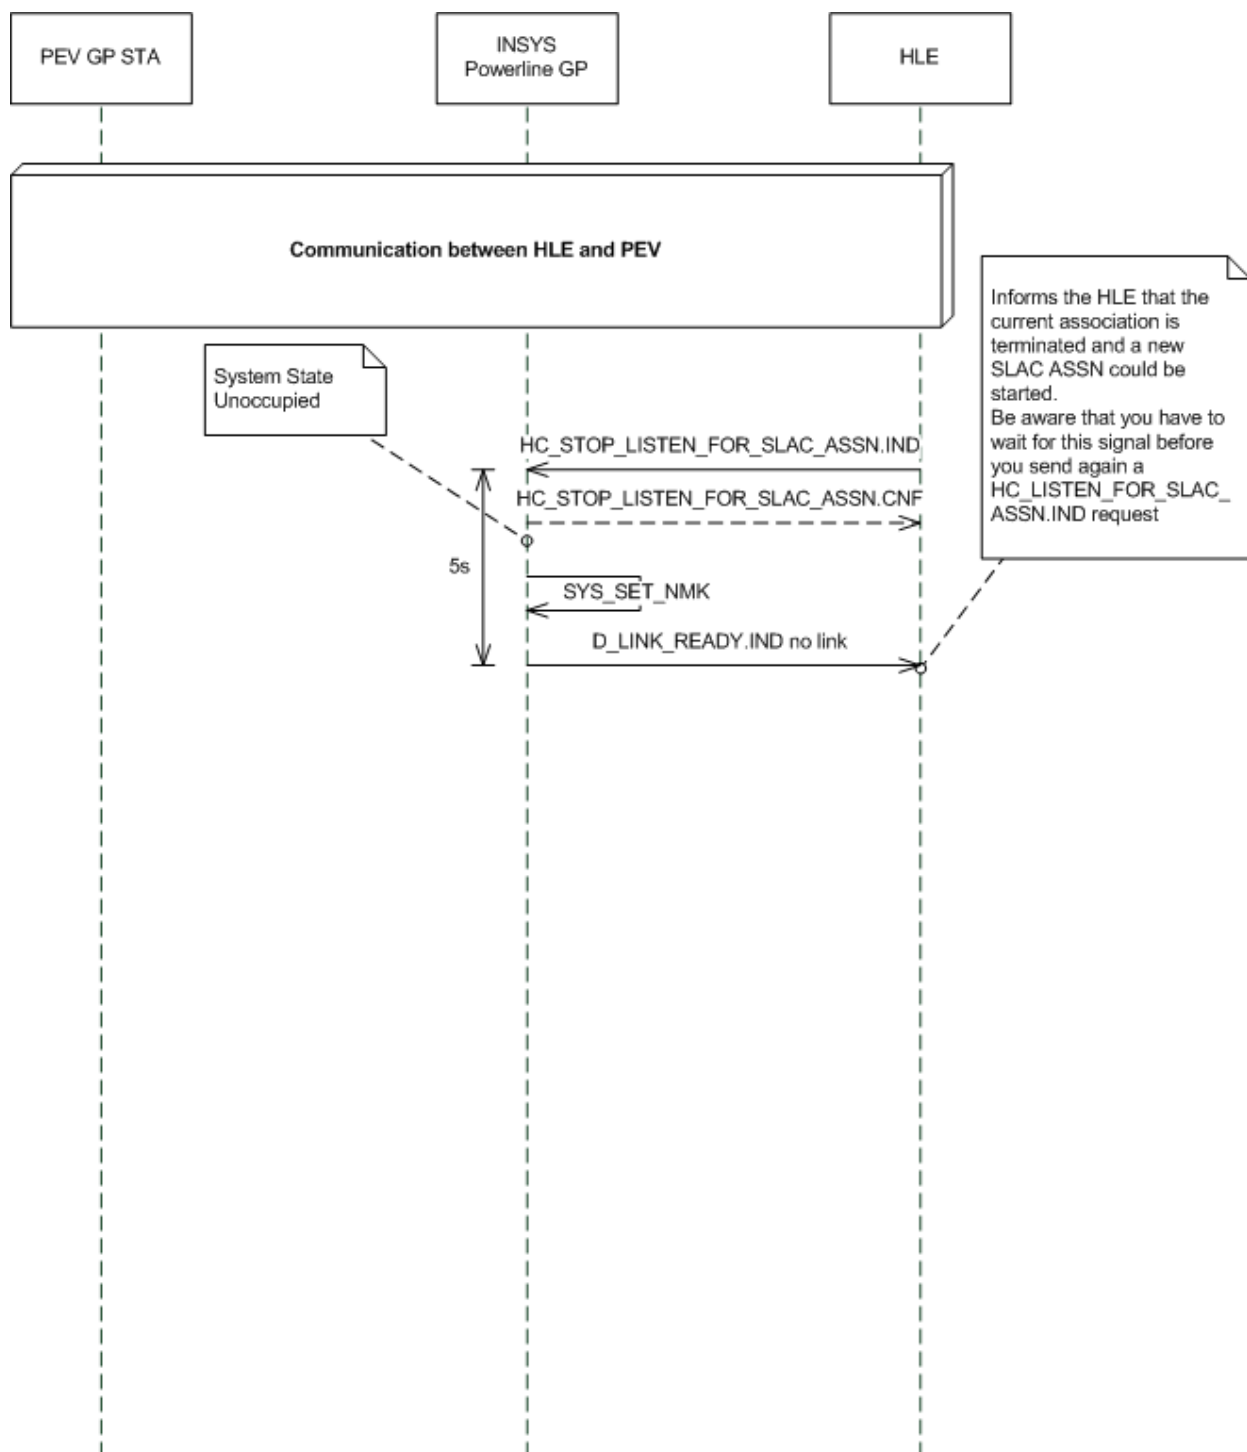 PEV GP STA
INSYS
Powerline GP
HLE
Communication between HLE and PEV
Informs the HLE that the
current association is
terminated and a new
SLAC ASSN could be
started.
Be aware that you have to
wait for this signal before
you send again a
HC_LISTEN_FOR_SLAC_
ASSN.IND request
System State
Unoccupied
HC_STOP_LISTEN_FOR_SLAC_ASSN.IND
HC_STOP_LISTEN_FOR_SLAC_ASSN.CNF
5s
SYS_SET_NMK
D_LINK_READY.IND no link